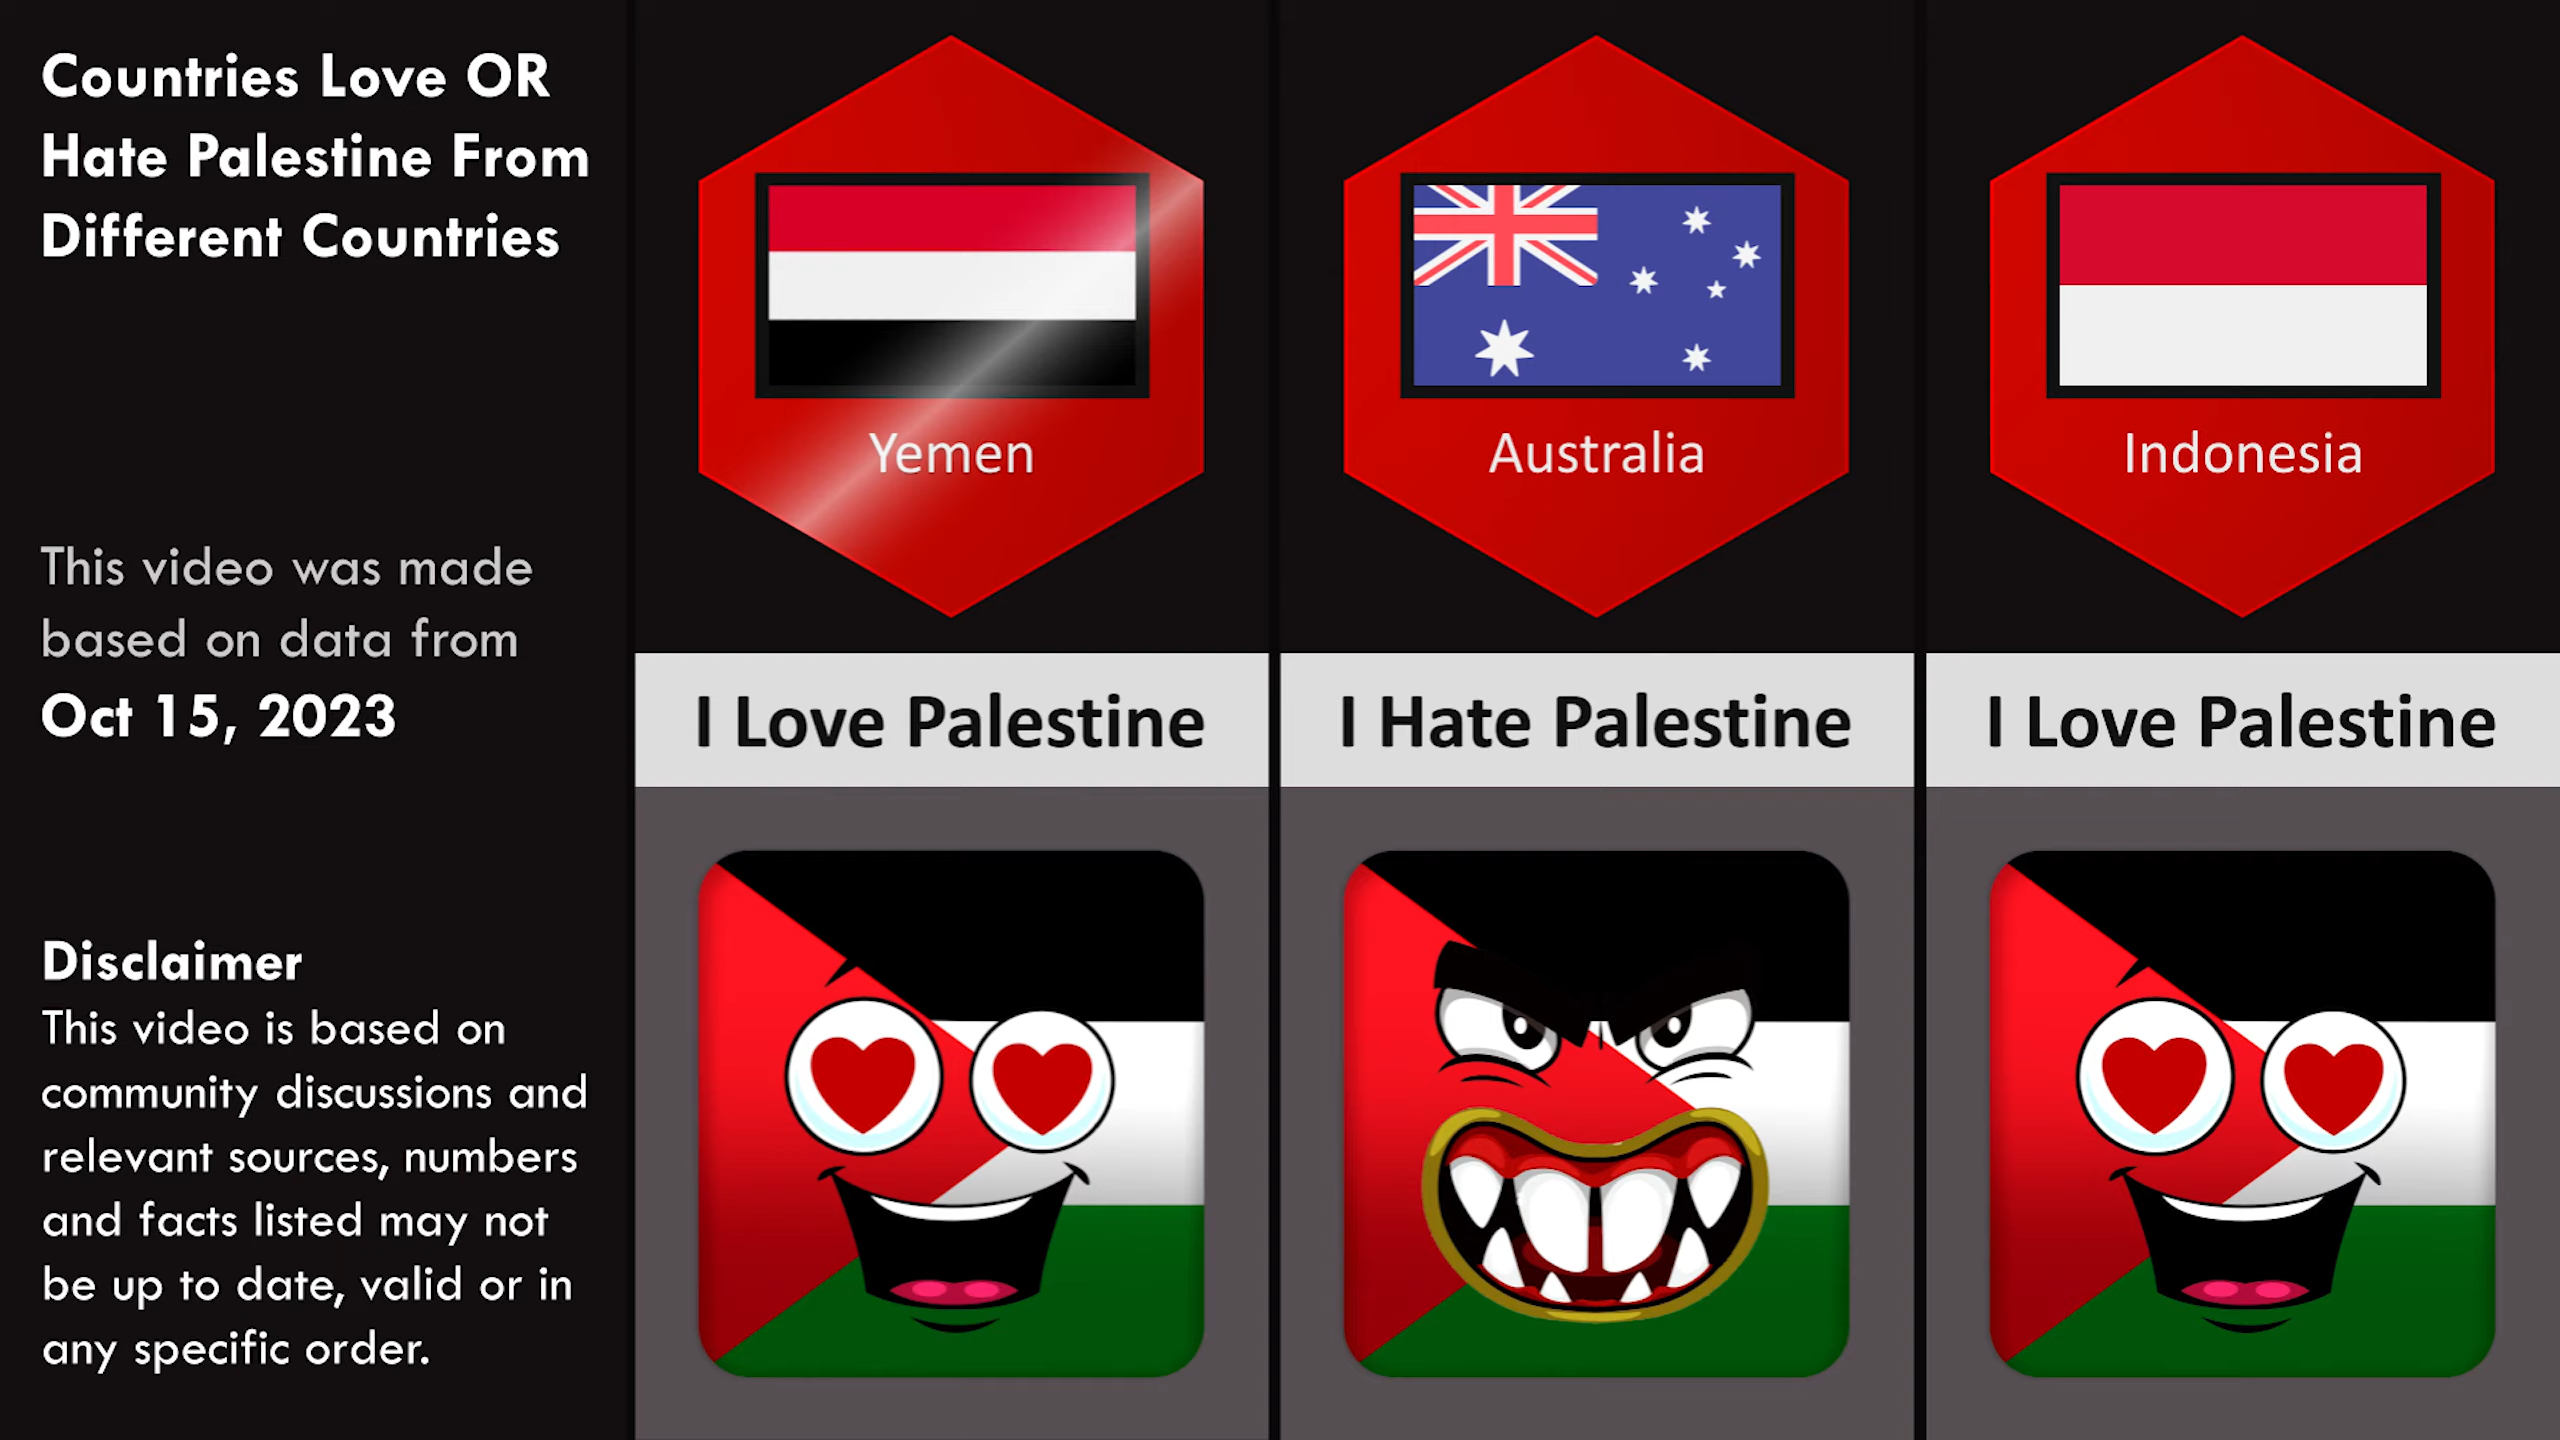 Countries Love OR
Hate Palestine From
Different Countries
This video was made
based on data from
Oct 15, 2023
Disclaimer
This video is based on
community discussions and
relevant sources, numbers
and facts listed may not
be up to date, valid or in
any specific order.
Yemen
I Love Palestine
Australia
I Hate Palestine
Indonesia
I Love Palestine